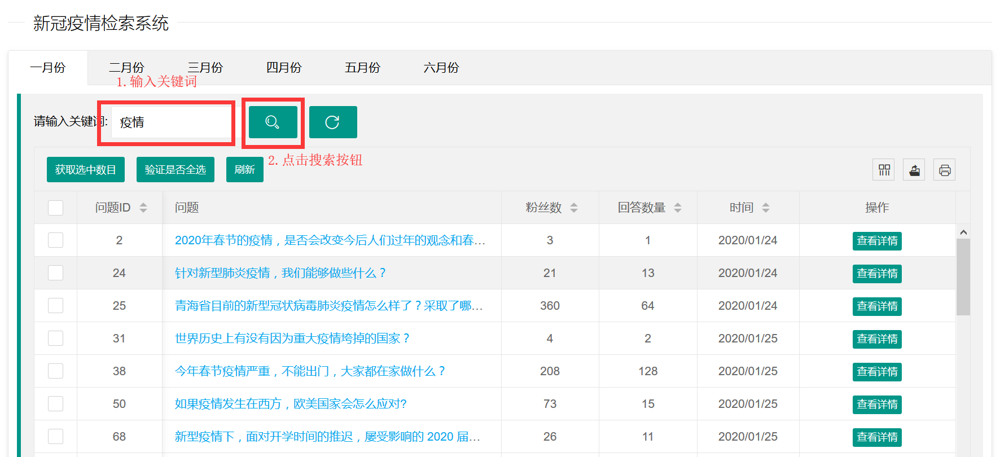 新冠疫情检索系统
一月份 二月份 三月份 四月份 五月份 六月份
1. 输入关键词
请输入关键词: 疫情
2. 点击搜索按钮
获取选中数目 验证是否全选 刷新
问题ID 问题 粉丝数 回答数量 时间 操作
2 2020年春节的疫情，是否会改变今后人们过年的观念和春… 3 1 2020/01/24 查看详情
24 针对新型肺炎疫情，我们能够做些什么？ 21 13 2020/01/24 查看详情
25 青海省目前的新型冠状病毒肺炎疫情怎么样了？采取了哪… 360 64 2020/01/24 查看详情
31 世界历史上有没有因为重大疫情垮掉的国家？ 4 2 2020/01/25 查看详情
38 今年春节疫情严重，不能出门，大家都在家做什么？ 208 128 2020/01/25 查看详情
50 如果疫情发生在西方，欧美国家会怎么应对? 73 15 2020/01/25 查看详情
68 新型疫情下，面对开学时间的推迟，屡受影响的 2020 届… 26 11 2020/01/25 查看详情